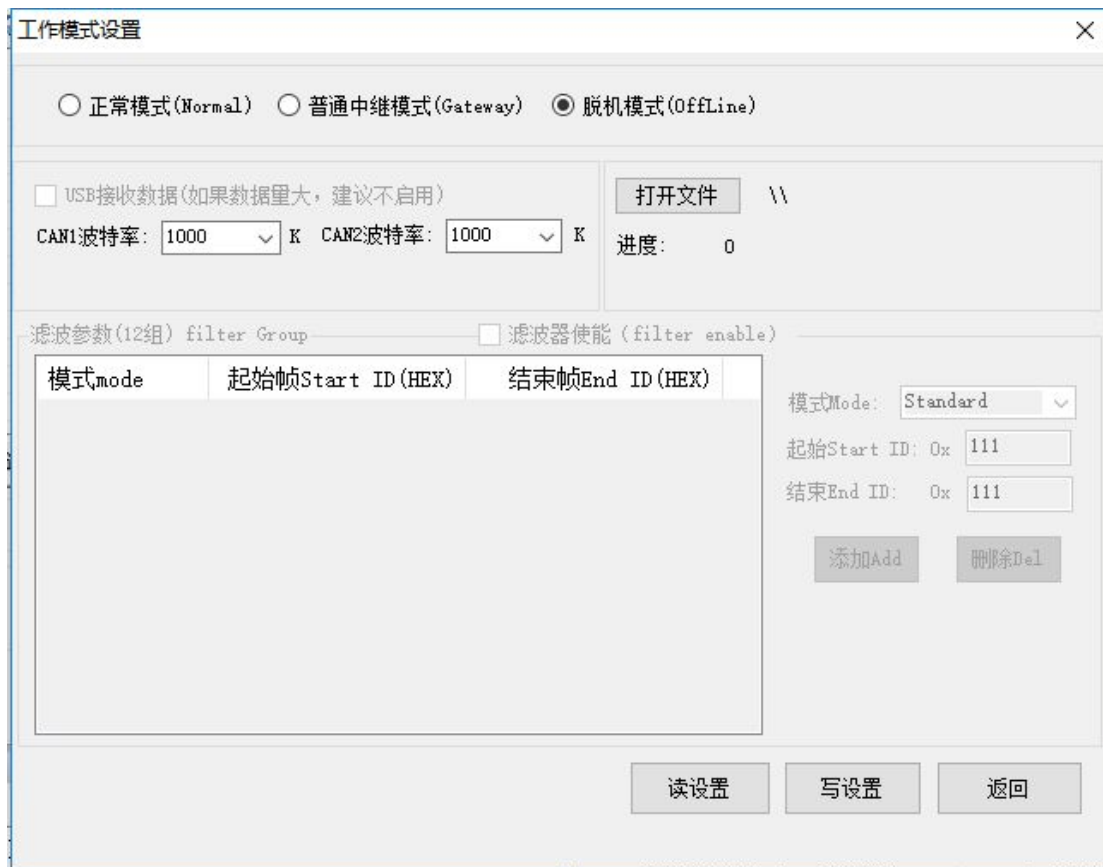 工作模式设置
正常模式(Normal) 普通中继模式(Gateway) 脱机模式(OffLine)
USB接收数据(如果数据量大，建议不启用)
CAN1波特率: 1000 K CAN2波特率: 1000 K
打开文件 \\
进度: 0
滤波参数(12组) filter Group 滤波器使能 (filter enable)
模式mode 起始帧Start ID(HEX) 结束帧End ID(HEX)
模式Mode: Standard
起始Start ID: 0x 111
结束End ID: 0x 111
添加Add 删除Del
读设置 写设置 返回